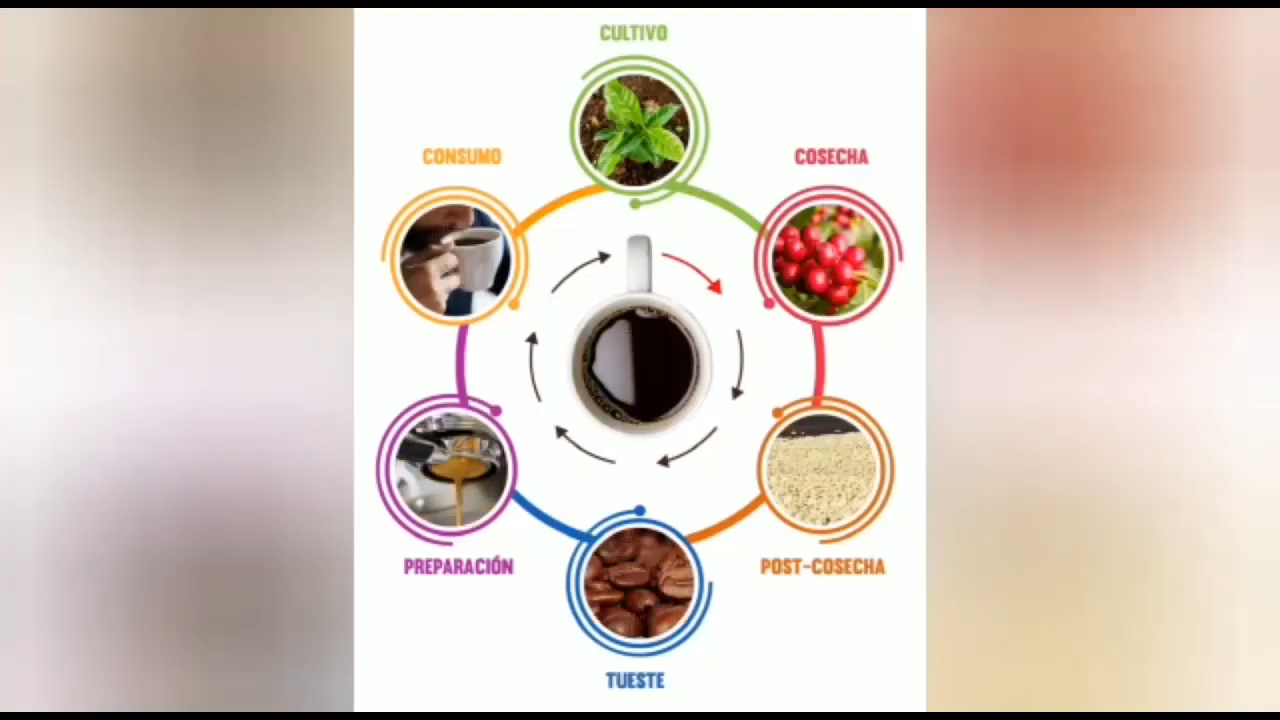 CULTIVO
CONSUMO
COSECHA
PREPARACIÓN
POST-COSECHA
TUESTE